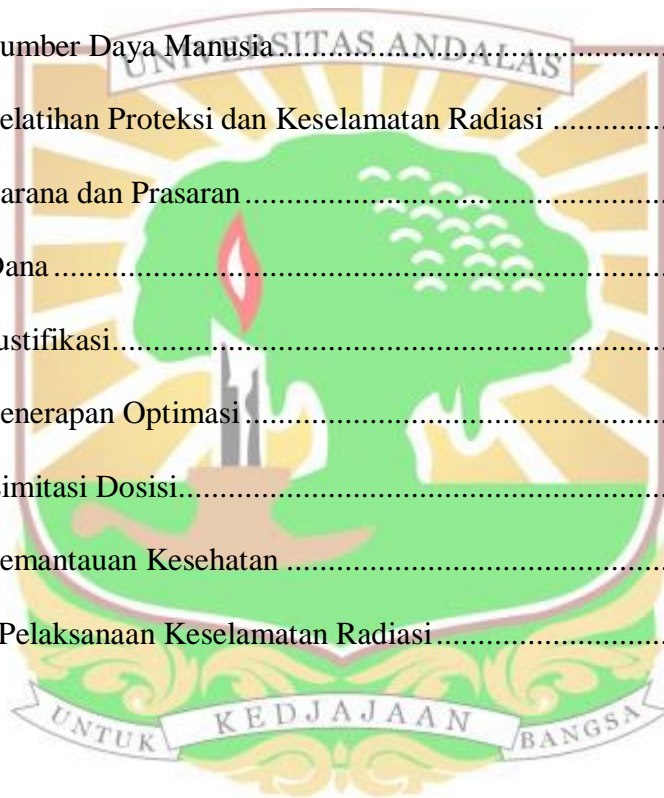 umber Daya Manusia................................................
UNIVERSITAS ANDALAS
elatihan Proteksi dan Keselamatan Radiasi ..............
arana dan Prasaran....................................................
Dana...........................................................................
ustifikasi....................................................................
enerapan Optimasi....................................................
imitasi Dosisi............................................................
emantauan Kesehatan ...............................................
Pelaksanaan Keselamatan Radiasi............................
UNTUK KEDJAJAAN BANGSA